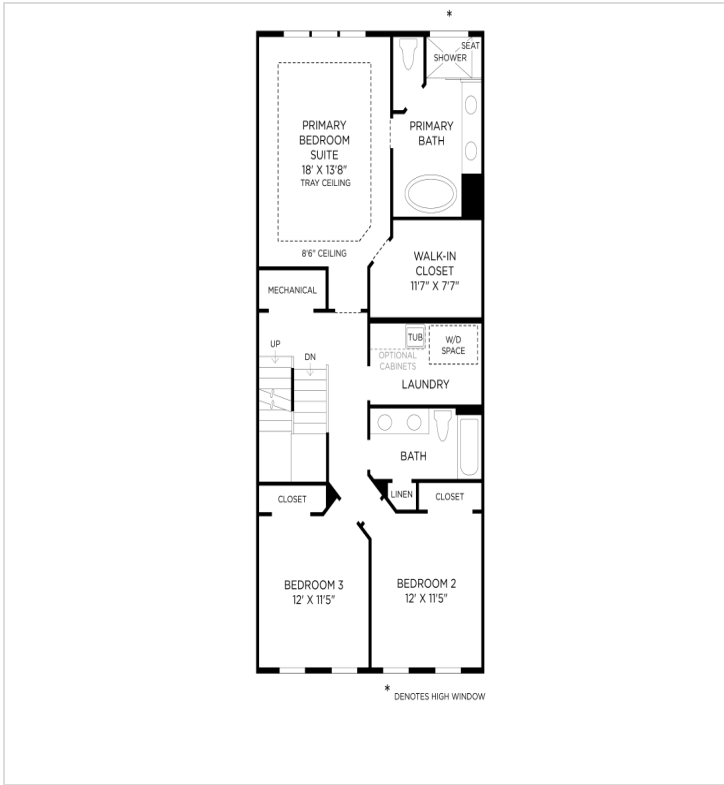 *
SEAT
SHOWER
PRIMARY
BEDROOM
SUITE
18' X 13'8"
TRAY CEILING
PRIMARY
BATH
8'6" CEILING
WALK-IN
CLOSET
11'7" X 7'7"
MECHANICAL
UP
DN
TUB
W/D
SPACE
OPTIONAL
CABINETS
LAUNDRY
BATH
CLOSET
LINEN
CLOSET
BEDROOM 3
12' X 11'5"
BEDROOM 2
12' X 11'5"
* DENOTES HIGH WINDOW